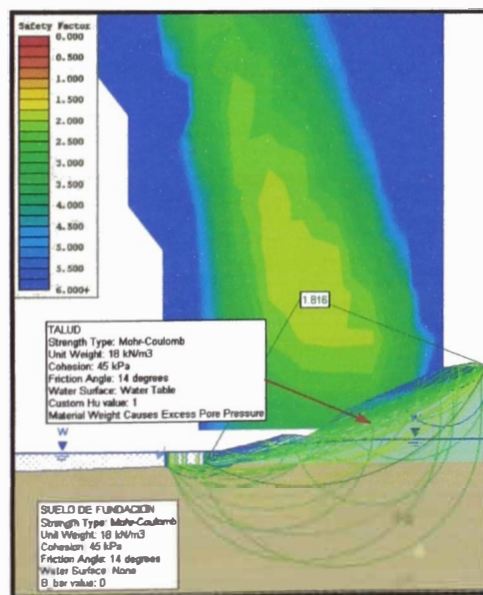 Safety Factor
0.000
0.500
1.000
1.500
2.000
2.500
3.000
3.500
4.000
4.500
5.000
5.500
6.000+
1.816
TALUD
Strength Type: Mohr-Coulomb
Unit Weight: 18 kN/m3
Cohesion: 45 kPa
Friction Angle: 14 degrees
Water Surface: Water Table
Custom Hu value: 1
Material Weight Causes Excess Pore Pressure
W
W
SUELO DE FUNDACION
Strength Type: Mohr-Coulomb
Unit Weight: 18 kN/m3
Cohesion: 45 kPa
Friction Angle: 14 degrees
Water Surface: None
B_bar value: 0